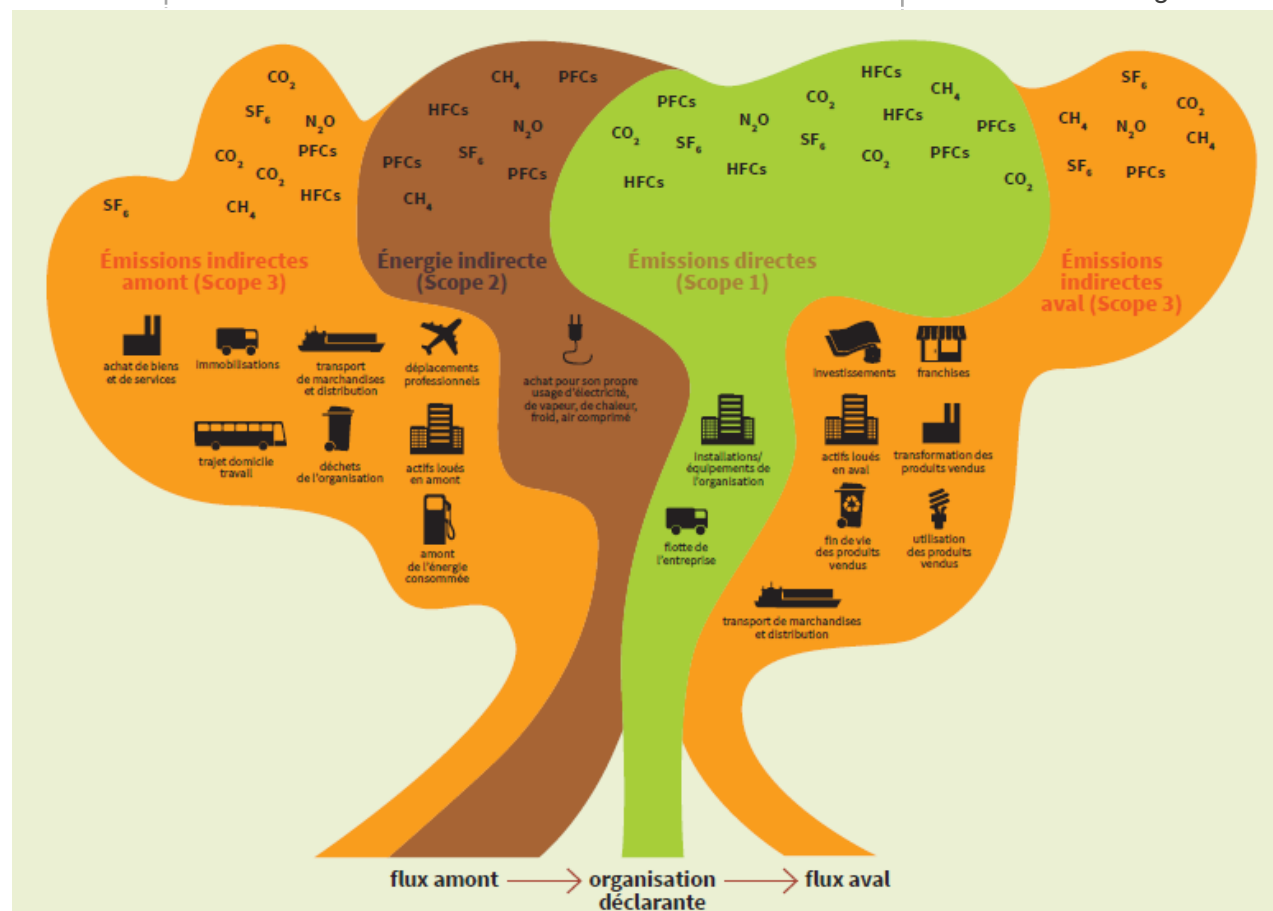 CO₂
SF₆
N₂O
CO₂
PFCs
CO₂
HFCs
SF₆
CH₄
CH₄
PFCs
HFCs
N₂O
PFCs
SF₆
PFCs
CH₄
HFCs
PFCs
CO₂
CH₄
N₂O
HFCs
CO₂
SF₆
SF₆
PFCs
HFCs
HFCs
CO₂
PFCs
CO₂
SF₆
CH₄
N₂O
CO₂
CH₄
SF₆
PFCs
Émissions indirectes
amont (Scope 3)
Énergie indirecte
(Scope 2)
Émissions directes
(Scope 1)
Émissions
indirectes
aval (Scope 3)
achat de biens
et de services
immobilisations
transport
de marchandises
et distribution
déplacements
professionnels
trajet domicile
travail
déchets
de l'organisation
actifs loués
en amont
amont
de l'énergie
consommée
achat pour son propre
usage d'électricité,
de vapeur, de chaleur,
froid, air comprimé
installations/
équipements de
l'organisation
flotte de
l'entreprise
investissements
franchises
actifs loués
en aval
transformation des
produits vendus
fin de vie
des produits
vendus
utilisation
des produits
vendus
transport de marchandises
et distribution
flux amont → organisation → flux aval
déclarante